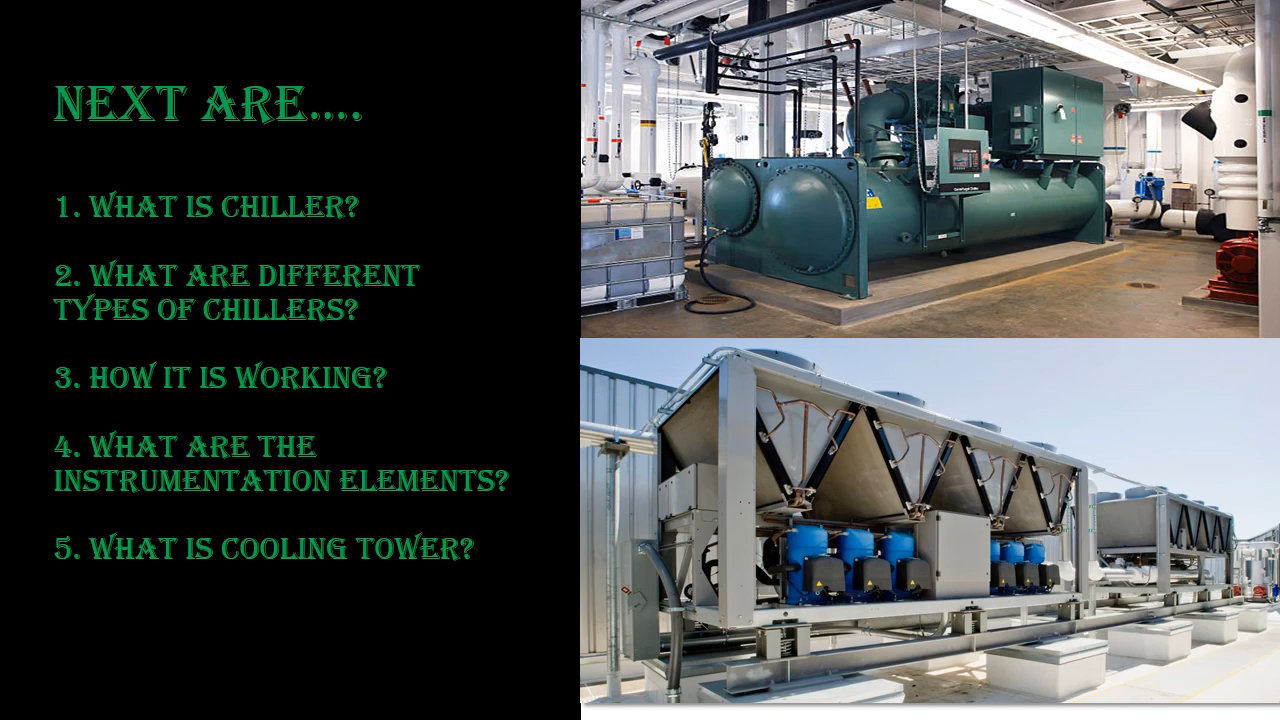 NEXT ARE....
1. WHAT IS CHILLER?
2. WHAT ARE DIFFERENT
TYPES OF CHILLERS?
3. HOW IT IS WORKING?
4. WHAT ARE THE
INSTRUMENTATION ELEMENTS?
5. WHAT IS COOLING TOWER?